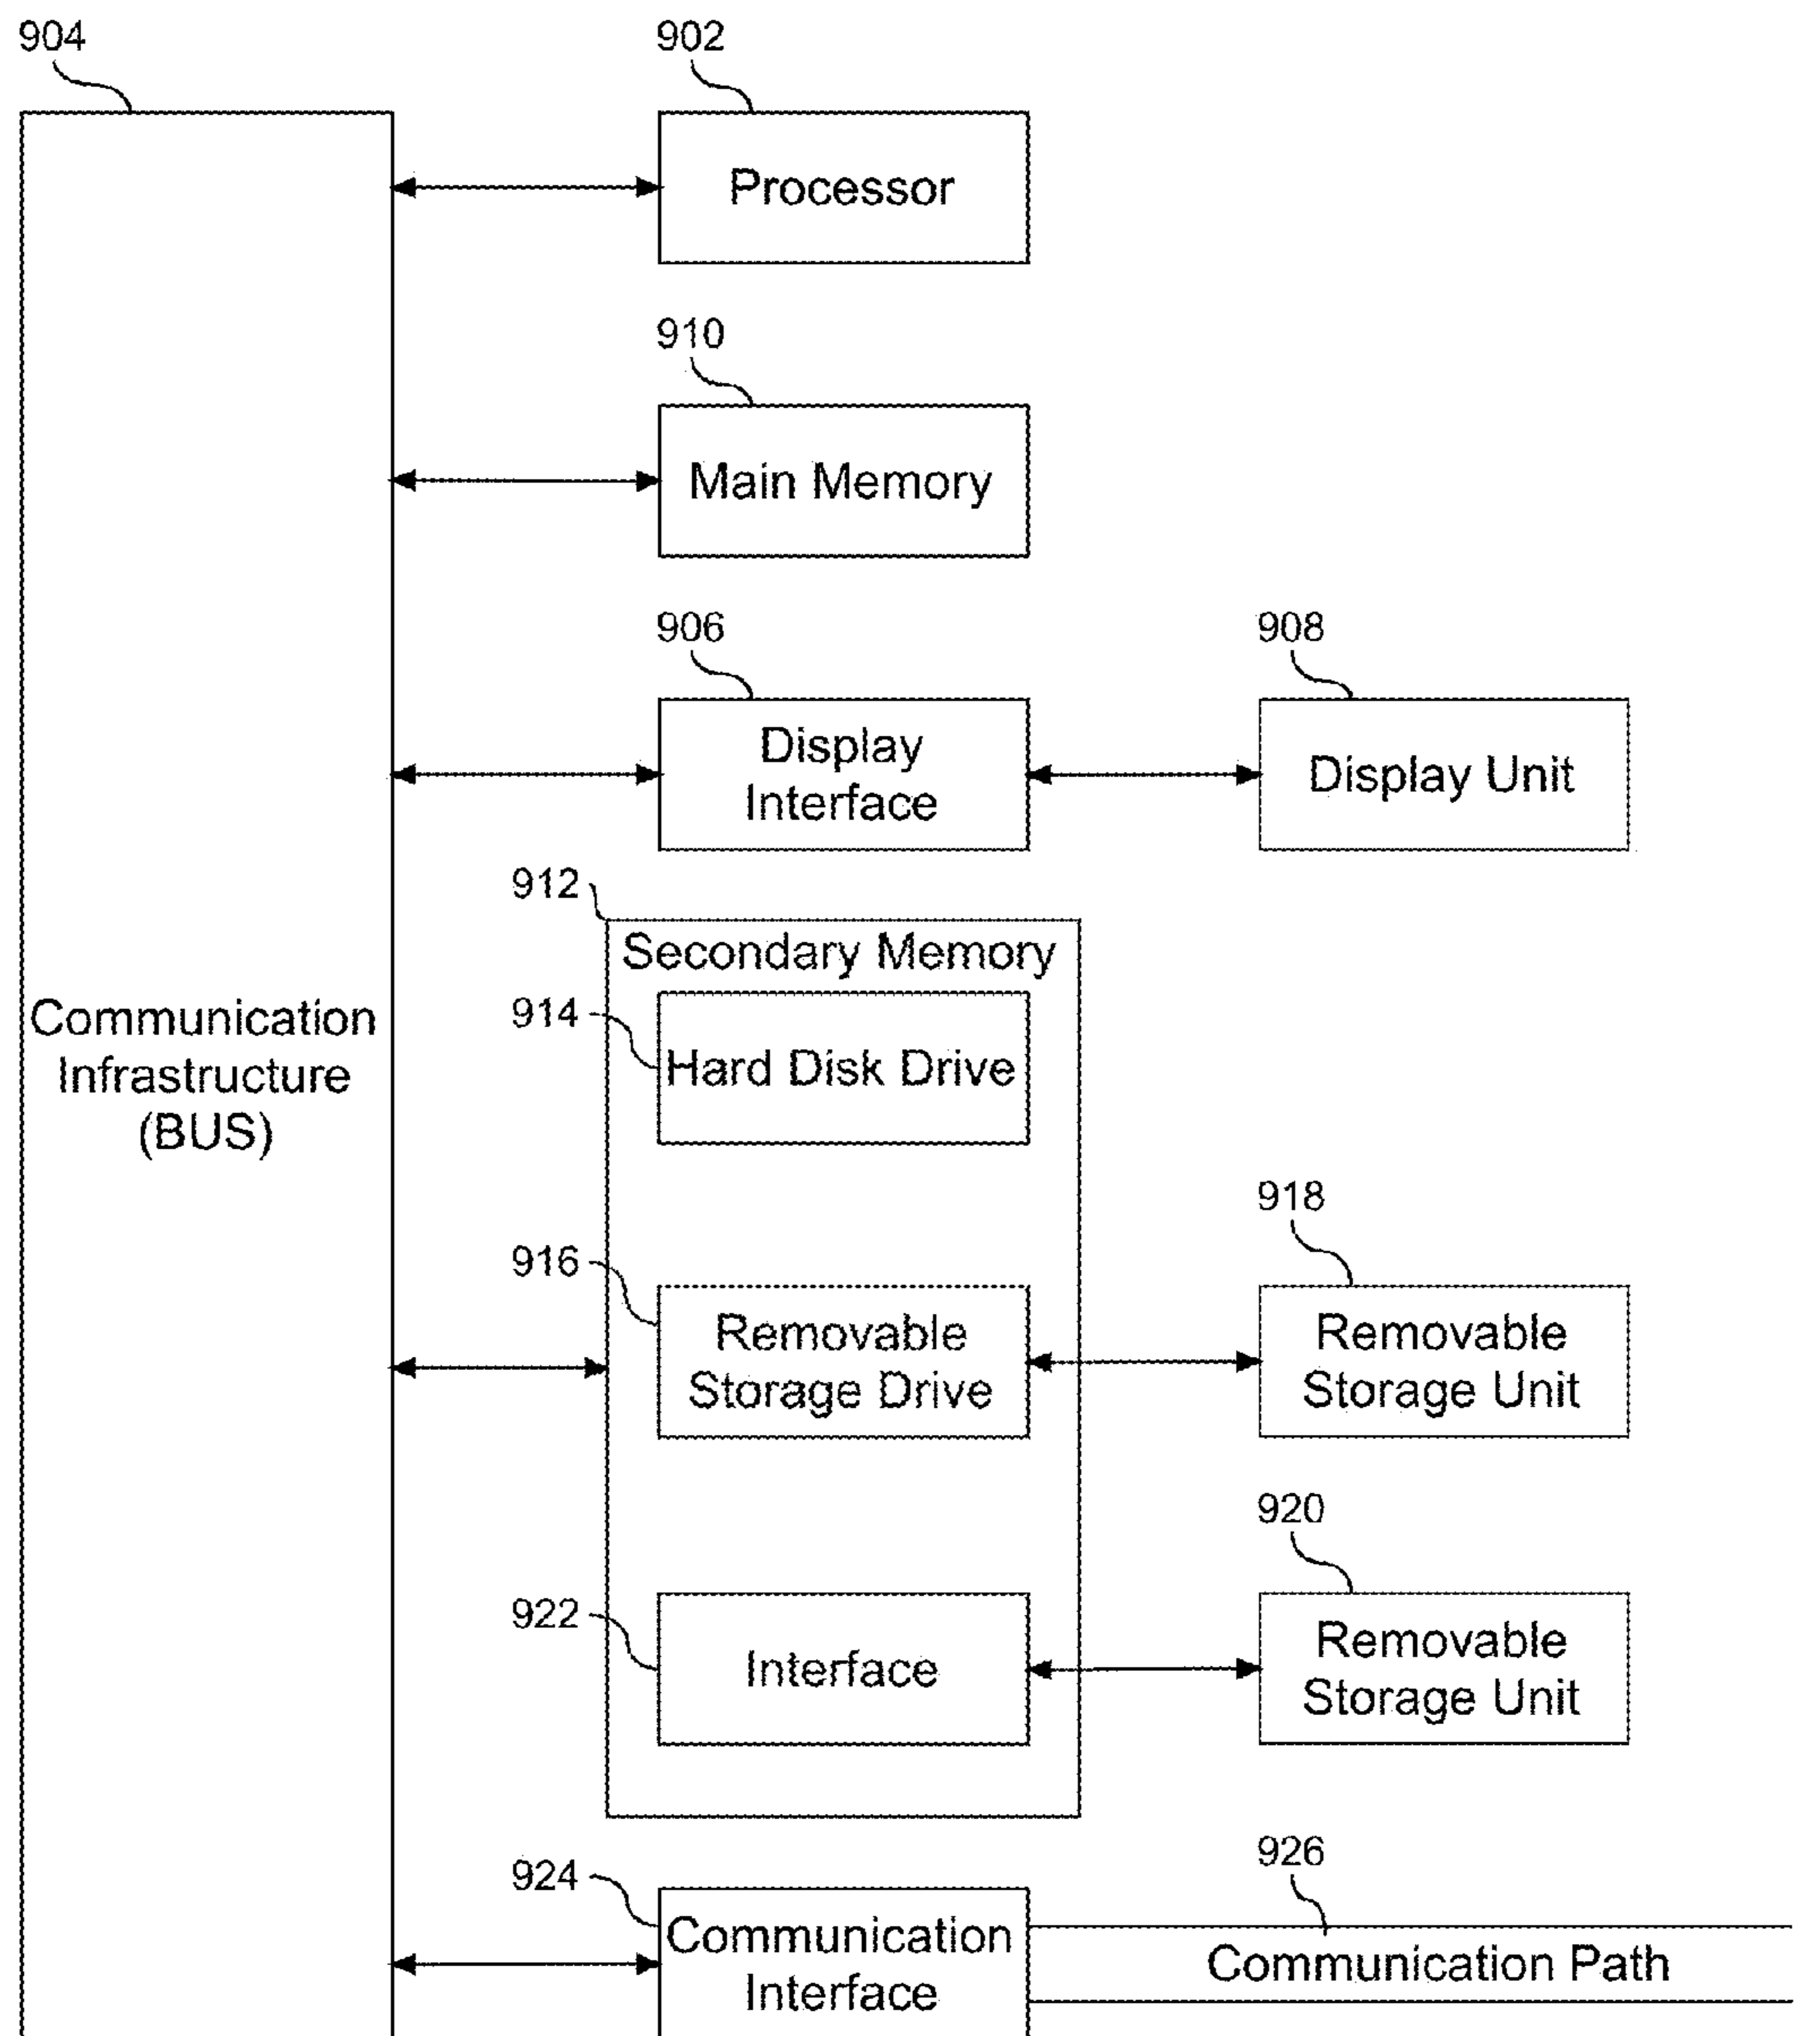 904
902
Processor
910
Main Memory
906
908
Display
Interface
Display Unit
912
Secondary Memory
914
Hard Disk Drive
Communication
Infrastructure
(BUS)
916
918
Removable
Storage Drive
Removable
Storage Unit
920
922
Interface
Removable
Storage Unit
924
926
Communication
Interface
Communication Path